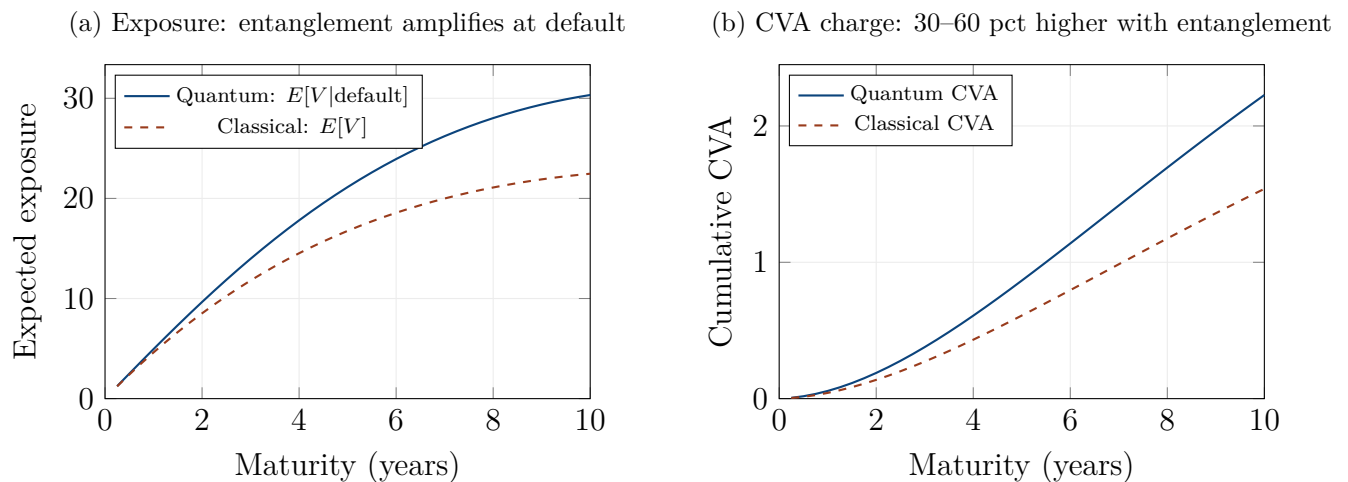 (a) Exposure: entanglement amplifies at default
Quantum: E[V|default]
Classical: E[V]
Expected exposure
30
20
10
0
0 2 4 6 8 10
Maturity (years)
(b) CVA charge: 30–60 pct higher with entanglement
Quantum CVA
Classical CVA
Cumulative CVA
2
1
0
0 2 4 6 8 10
Maturity (years)